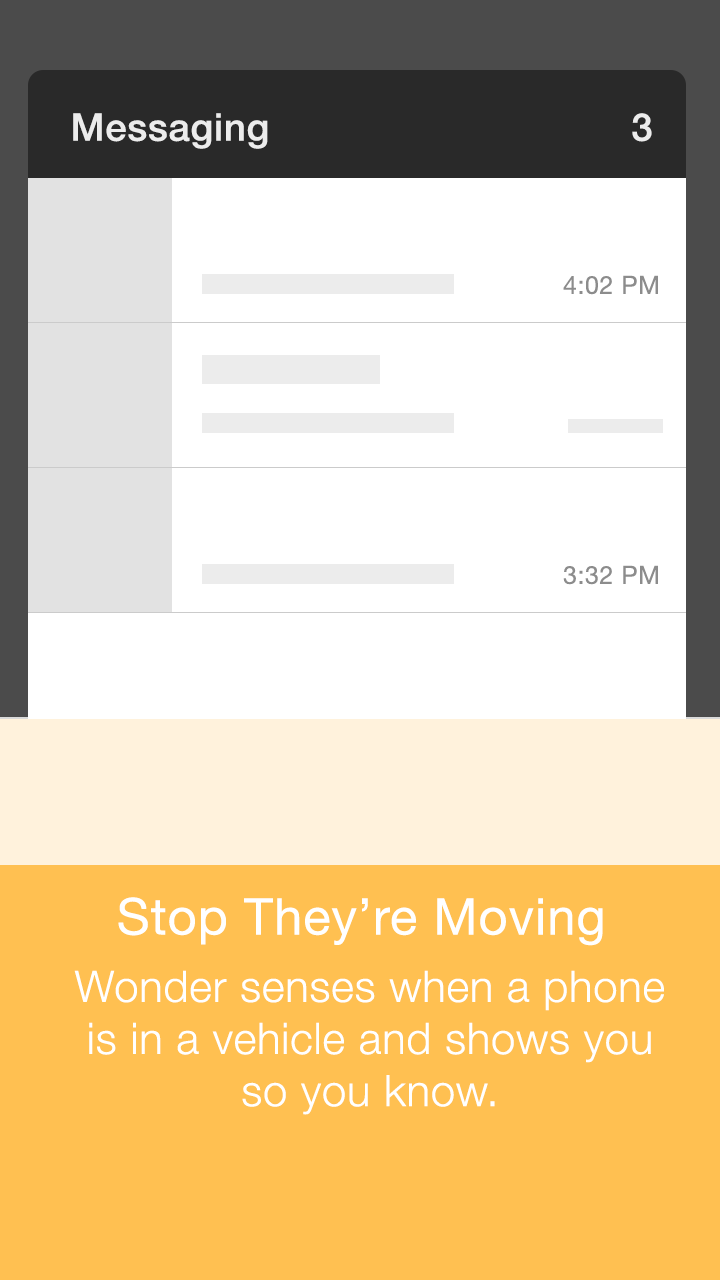 Messaging 3
4:02 PM
3:32 PM
Stop They’re Moving
Wonder senses when a phone
is in a vehicle and shows you
so you know.